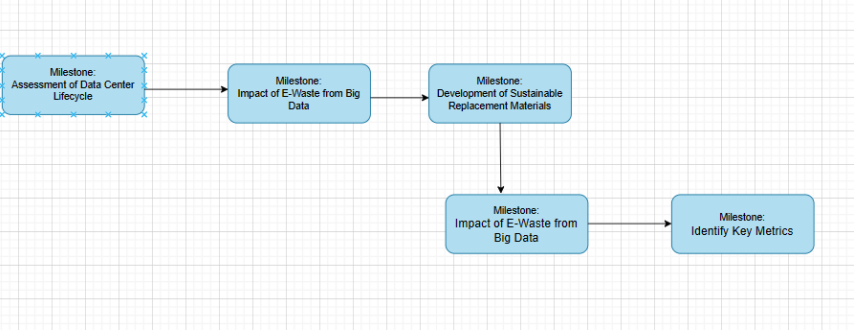 Milestone:
Assessment of Data Center
Lifecycle
Milestone:
Impact of E-Waste from Big
Data
Milestone:
Development of Sustainable
Replacement Materials
Milestone:
Impact of E-Waste from
Big Data
Milestone:
Identify Key Metrics